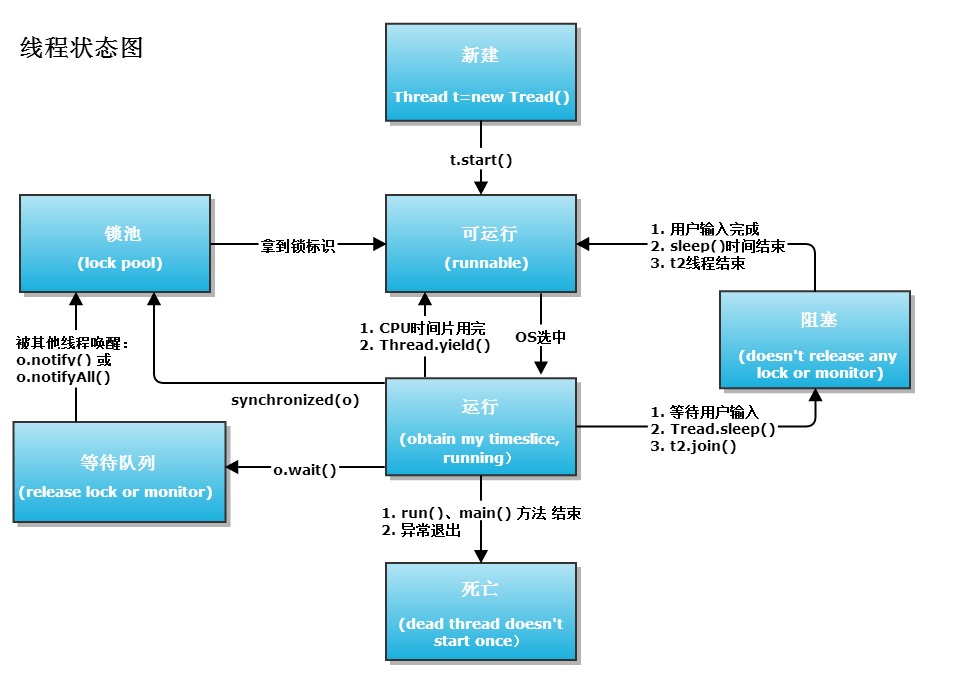 线程状态图
新建
Thread t=new Tread()
t.start()
锁池
(lock pool)
拿到锁标识
可运行
(runnable)
1. 用户输入完成
2. sleep()时间结束
3. t2线程结束
阻塞
(doesn't release any
lock or monitor)
被其他线程唤醒：
o.notify() 或
o.notifyAll()
1. CPU时间片用完
2. Thread.yield()
OS选中
synchronized(o)
运行
(obtain my timeslice,
running）
1. 等待用户输入
2. Tread.sleep()
3. t2.join()
等待队列
(release lock or monitor)
o.wait()
1. run()、main() 方法 结束
2. 异常退出
死亡
(dead thread doesn't
start once）